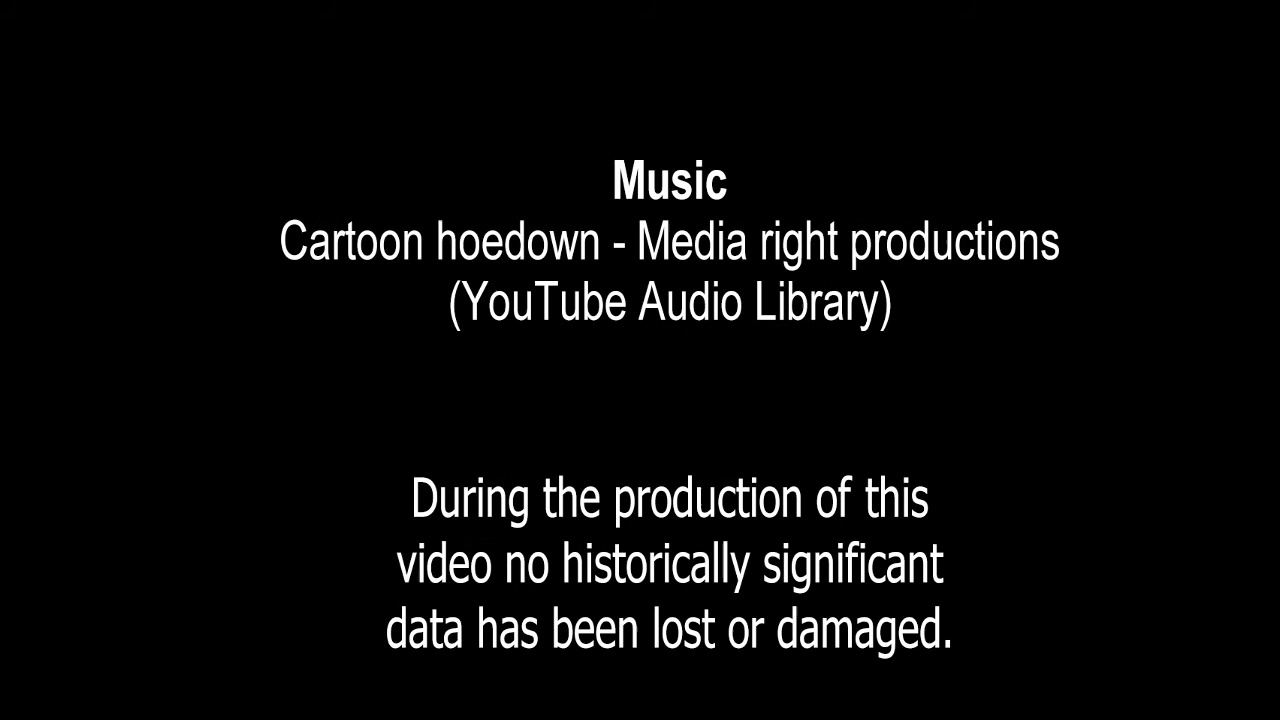 Music
Cartoon hoedown - Media right productions
(YouTube Audio Library)
During the production of this
video no historically significant
data has been lost or damaged.